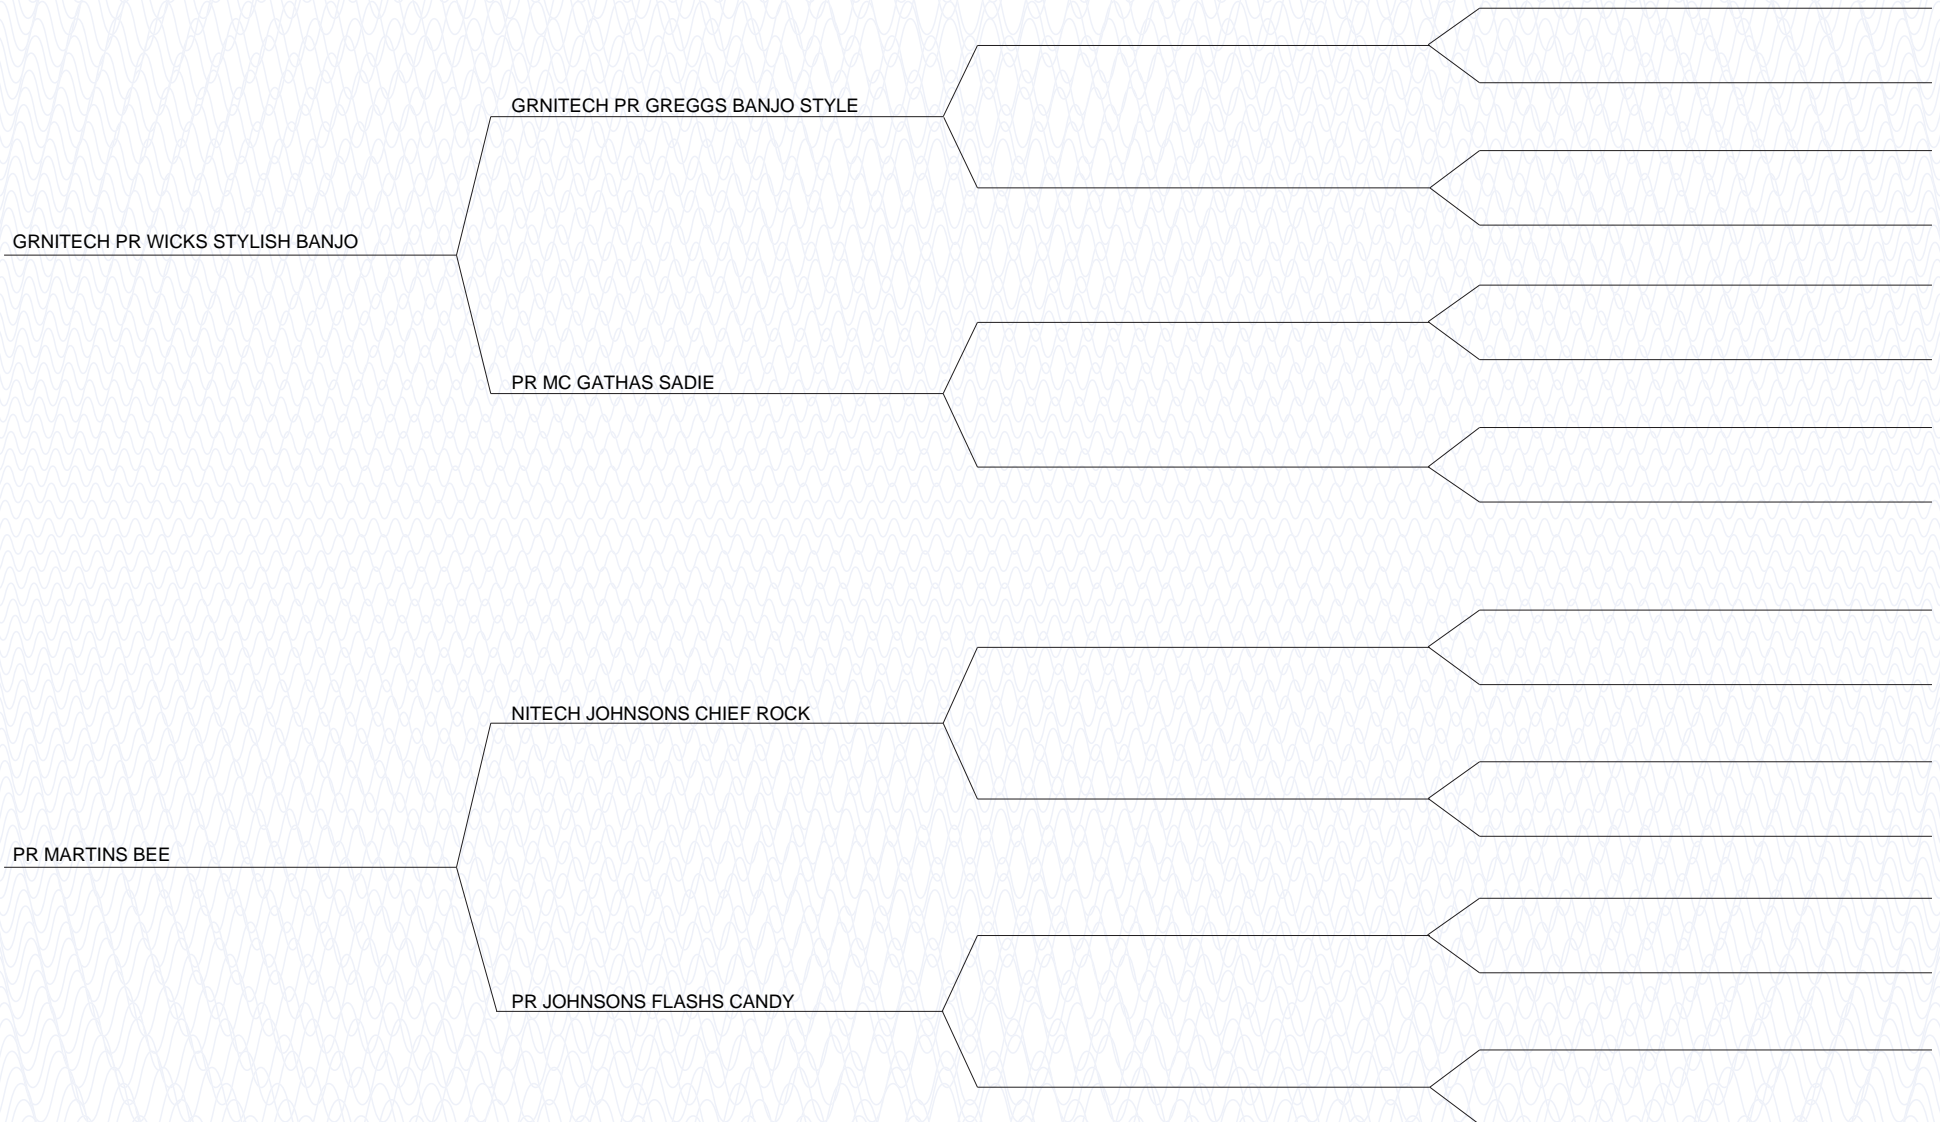 GRNITECH PR GREGGS BANJO STYLE
GRNITECH PR WICKS STYLISH BANJO
PR MC GATHAS SADIE
NITECH JOHNSONS CHIEF ROCK
PR MARTINS BEE
PR JOHNSONS FLASHS CANDY